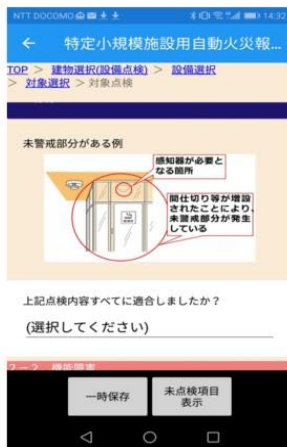 NTT DOCOMO 14:32
← 特定小規模施設用自動火災報...
TOP > 建物選択(設備点検) > 設備選択
> 対象選択 > 対象点検
未警戒部分がある例
感知器が必要と
なる箇所
間仕切り等が増設
されたことにより、
未警戒部分が発生
している
上記点検内容すべてに適合しましたか？
(選択してください)
2－2 機能障害
一時保存
未点検項目
表示